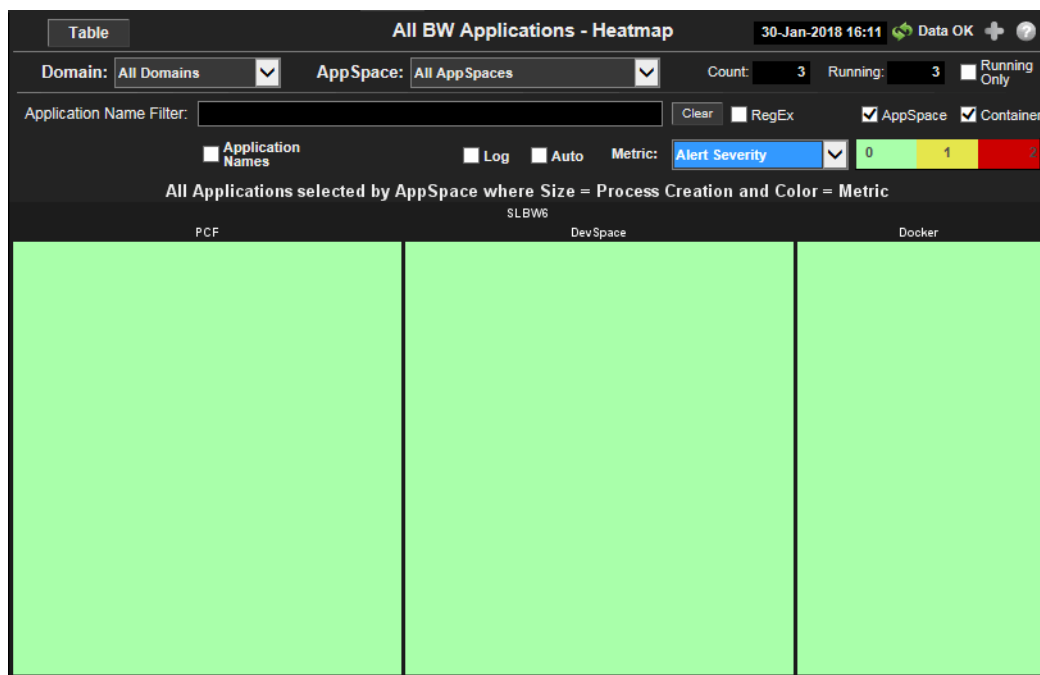 Table All BW Applications - Heatmap 30-Jan-2018 16:11 Data OK ?
Domain: All Domains AppSpace: All AppSpaces Count: 3 Running: 3 Running Only
Application Name Filter: Clear RegEx AppSpace Container
Application Names Log Auto Metric: Alert Severity 0 1 2
All Applications selected by AppSpace where Size = Process Creation and Color = Metric
SLBW6
PCF DevSpace Docker